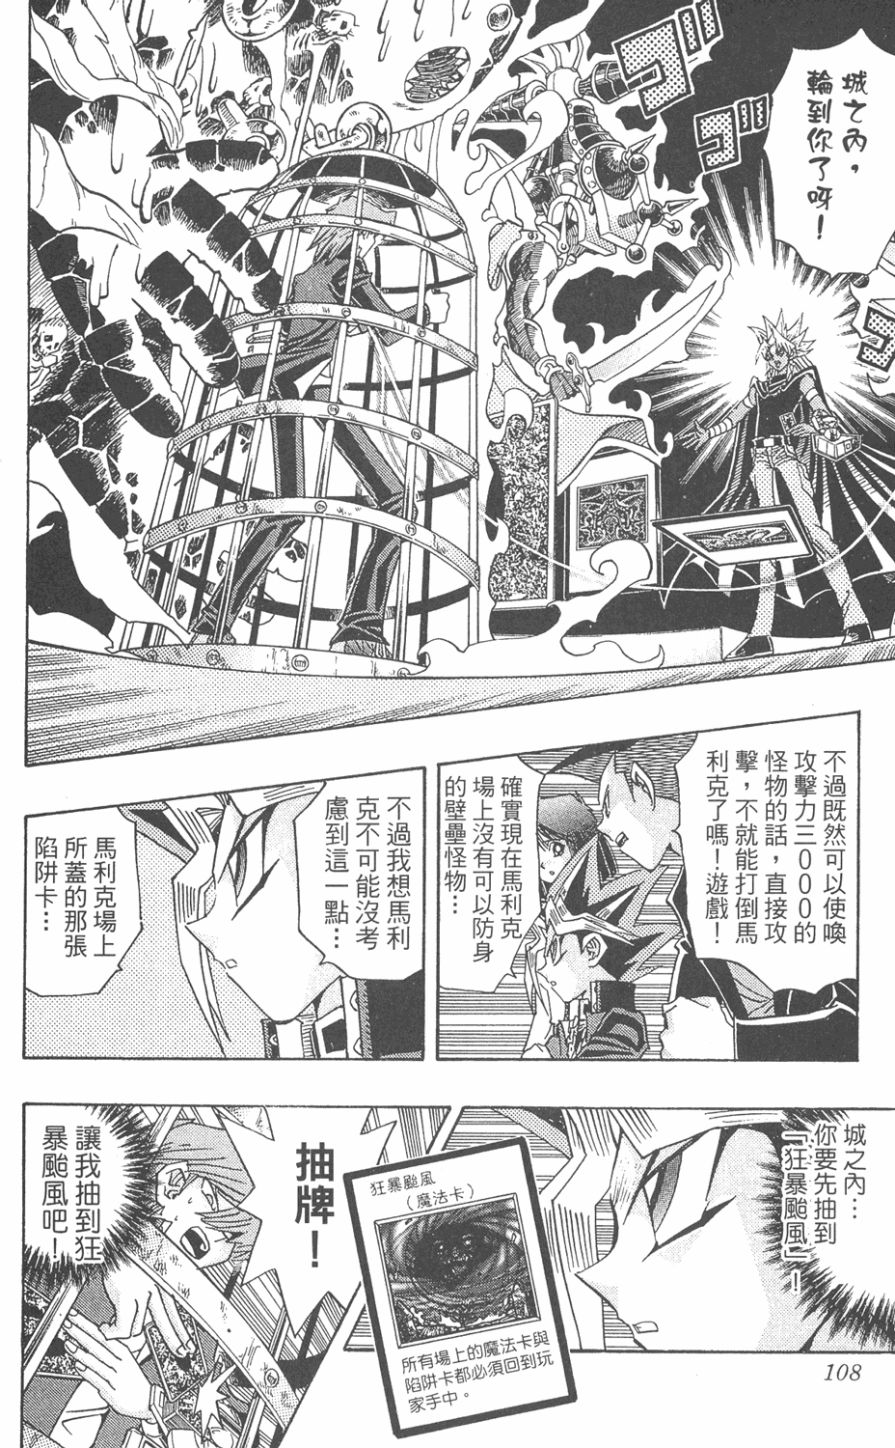 城之內，
輪到你了呀！
ゴ
ゴ
ゴ
ゴ
不過既然可以使喚
攻擊力三000的
怪物的話，直接攻
擊，不就能打倒馬
利克了嗎！遊戲！
確實現在馬利克
場上沒有可以防身
的壁壘怪物…
不過我想馬利
克不可能沒考
慮到這一點…
馬利克場上
所蓋的那張
陷阱卡…
城之內…
你要先抽到
「狂暴颱風」！
狂暴颱風
（魔法卡）
所有場上的魔法卡與
陷阱卡都必須回到玩
家手中。
抽牌！
讓我抽到狂
暴颱風吧！
108